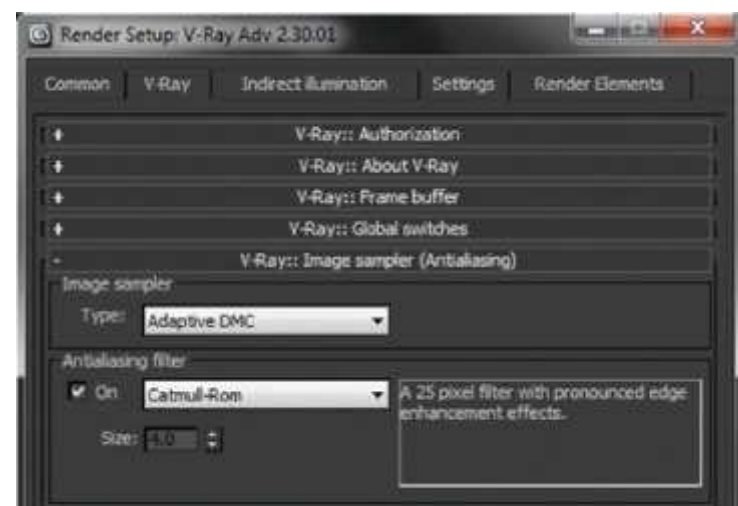 Render Setup: V-Ray Adv 2.30.01
Common V-Ray Indirect illumination Settings Render Elements
+ V-Ray:: Authorization
+ V-Ray:: About V-Ray
+ V-Ray:: Frame buffer
+ V-Ray:: Global switches
- V-Ray:: Image sampler (Antialiasing)
Image sampler
Type: Adaptive DMC
Antialiasing filter
On Catmull-Rom
A 25 pixel filter with pronounced edge
enhancement effects.
Size: 4.0